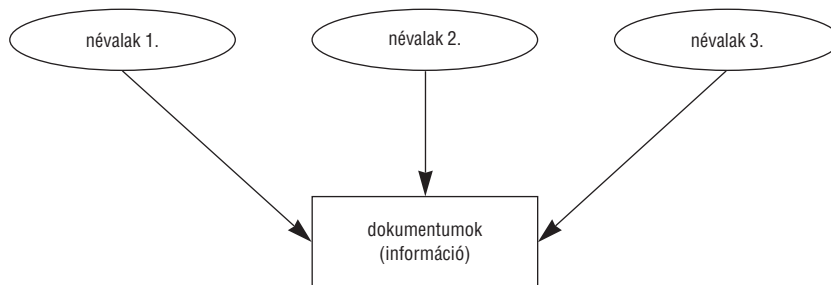 névalak 1.
névalak 2.
névalak 3.
dokumentumok
(információ)